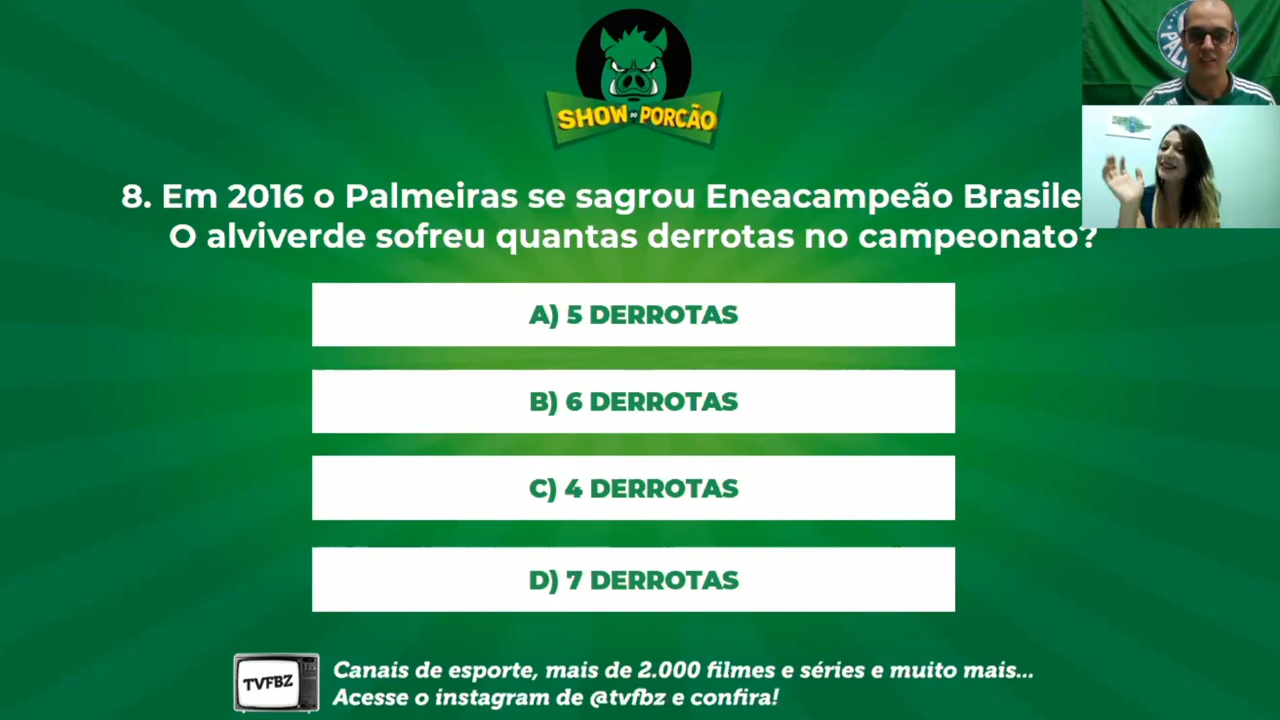 SHOW DO PORCÃO
8. Em 2016 o Palmeiras se sagrou Eneacampeão Brasile
O alviverde sofreu quantas derrotas no campeonato?
A) 5 DERROTAS
B) 6 DERROTAS
C) 4 DERROTAS
D) 7 DERROTAS
TVFBZ
Canais de esporte, mais de 2.000 filmes e séries e muito mais...
Acesse o instagram de @tvfbz e confira!